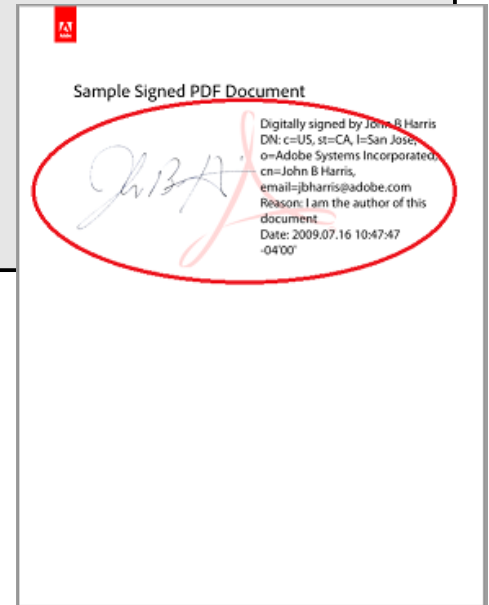 Adobe
Sample Signed PDF Document
Digitally signed by John B Harris
DN: c=US, st=CA, l=San Jose,
o=Adobe Systems Incorporated,
cn=John B Harris,
email=jbharris@adobe.com
Reason: I am the author of this
document
Date: 2009.07.16 10:47:47
-04'00'